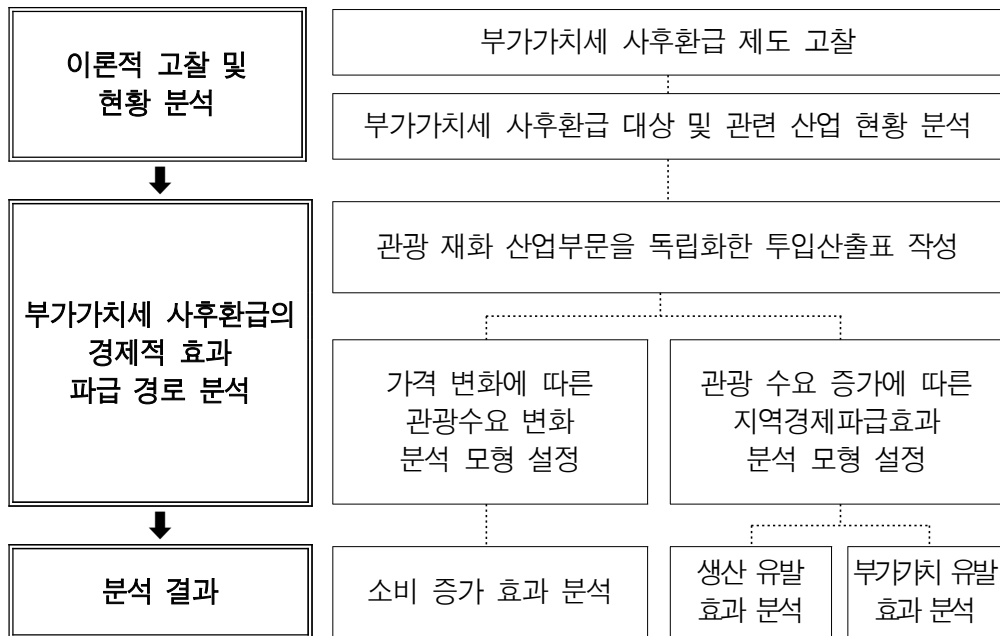 이론적 고찰 및
현황 분석
부가가치세 사후환급 제도 고찰
부가가치세 사후환급 대상 및 관련 산업 현황 분석
부가가치세 사후환급의
경제적 효과
파급 경로 분석
관광 재화 산업부문을 독립화한 투입산출표 작성
가격 변화에 따른
관광수요 변화
분석 모형 설정
관광 수요 증가에 따른
지역경제파급효과
분석 모형 설정
분석 결과
소비 증가 효과 분석
생산 유발
효과 분석
부가가치 유발
효과 분석